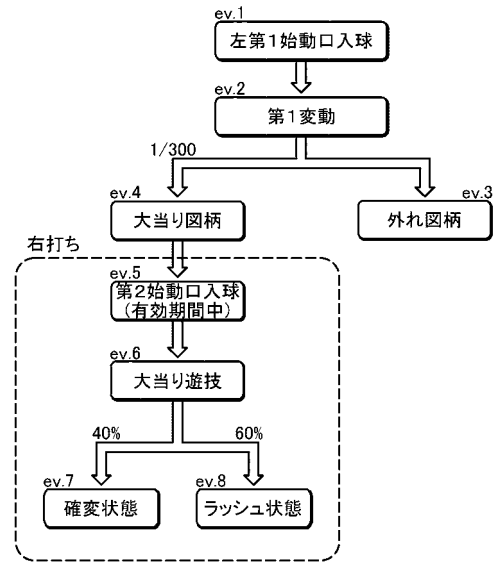 ev.1
左第1始動口入球
ev.2
第1変動
1/300
ev.4
大当り図柄
ev.3
外れ図柄
右打ち
ev.5
第2始動口入球
(有効期間中)
ev.6
大当り遊技
40%
60%
ev.7
確変状態
ev.8
ラッシュ状態